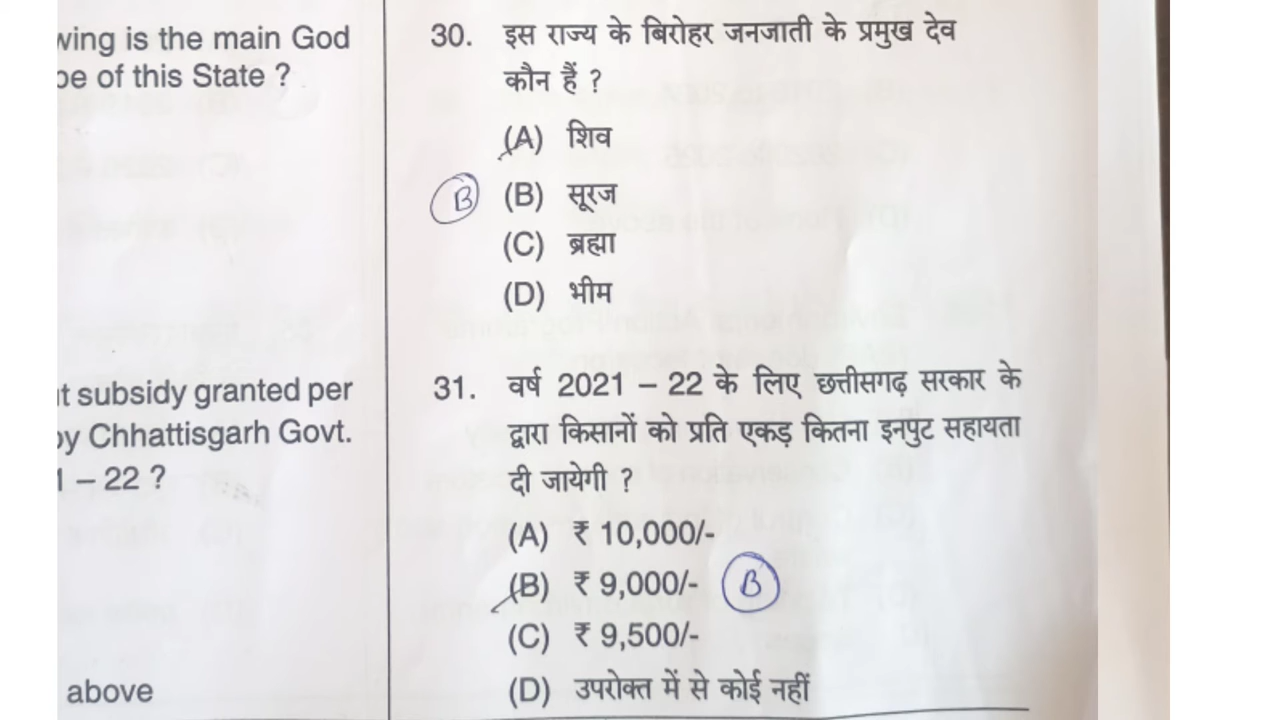 wing is the main God
be of this State ?
t subsidy granted per
by Chhattisgarh Govt.
1 – 22 ?
above
30. इस राज्य के बिरोहर जनजाती के प्रमुख देव
कौन हैं ?
(A) शिव
B (B) सूरज
(C) ब्रह्मा
(D) भीम
31. वर्ष 2021 – 22 के लिए छत्तीसगढ़ सरकार के
द्वारा किसानों को प्रति एकड़ कितना इनपुट सहायता
दी जायेगी ?
(A) ₹ 10,000/-
(B) ₹ 9,000/- B
(C) ₹ 9,500/-
(D) उपरोक्त में से कोई नहीं